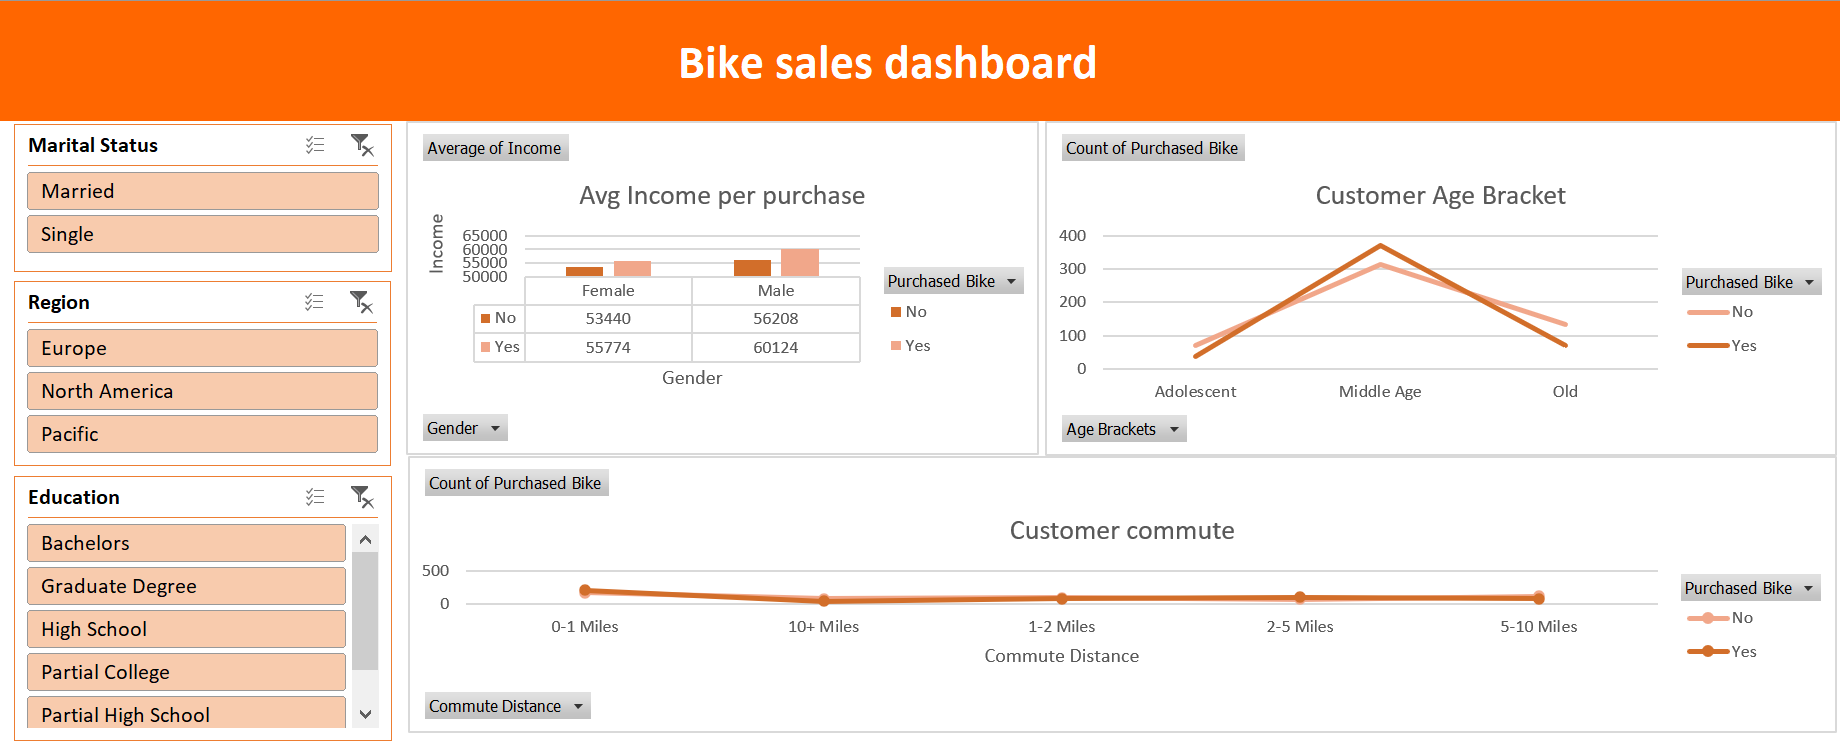 Bike sales dashboard
Marital Status
Married
Single
Region
Europe
North America
Pacific
Education
Bachelors
Graduate Degree
High School
Partial College
Partial High School
Average of Income
Avg Income per purchase
Income
65000
60000
55000
50000
Female Male
No 53440 56208
Yes 55774 60124
Gender
Purchased Bike
No
Yes
Gender
Count of Purchased Bike
Customer Age Bracket
400
300
200
100
0
Adolescent Middle Age Old
Purchased Bike
No
Yes
Age Brackets
Count of Purchased Bike
Customer commute
500
0
0-1 Miles 10+ Miles 1-2 Miles 2-5 Miles 5-10 Miles
Commute Distance
Purchased Bike
No
Yes
Commute Distance